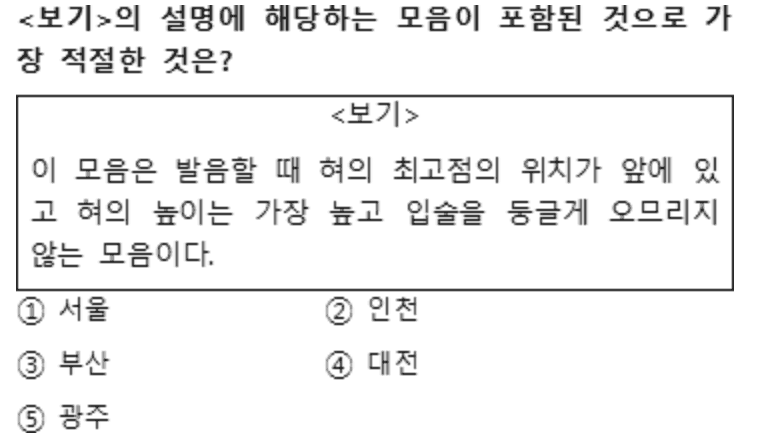 <보기>의 설명에 해당하는 모음이 포함된 것으로 가
장 적절한 것은?
<보기>
이 모음은 발음할 때 혀의 최고점의 위치가 앞에 있
고 혀의 높이는 가장 높고 입술을 둥글게 오므리지
않는 모음이다.
① 서울 ② 인천
③ 부산 ④ 대전
⑤ 광주